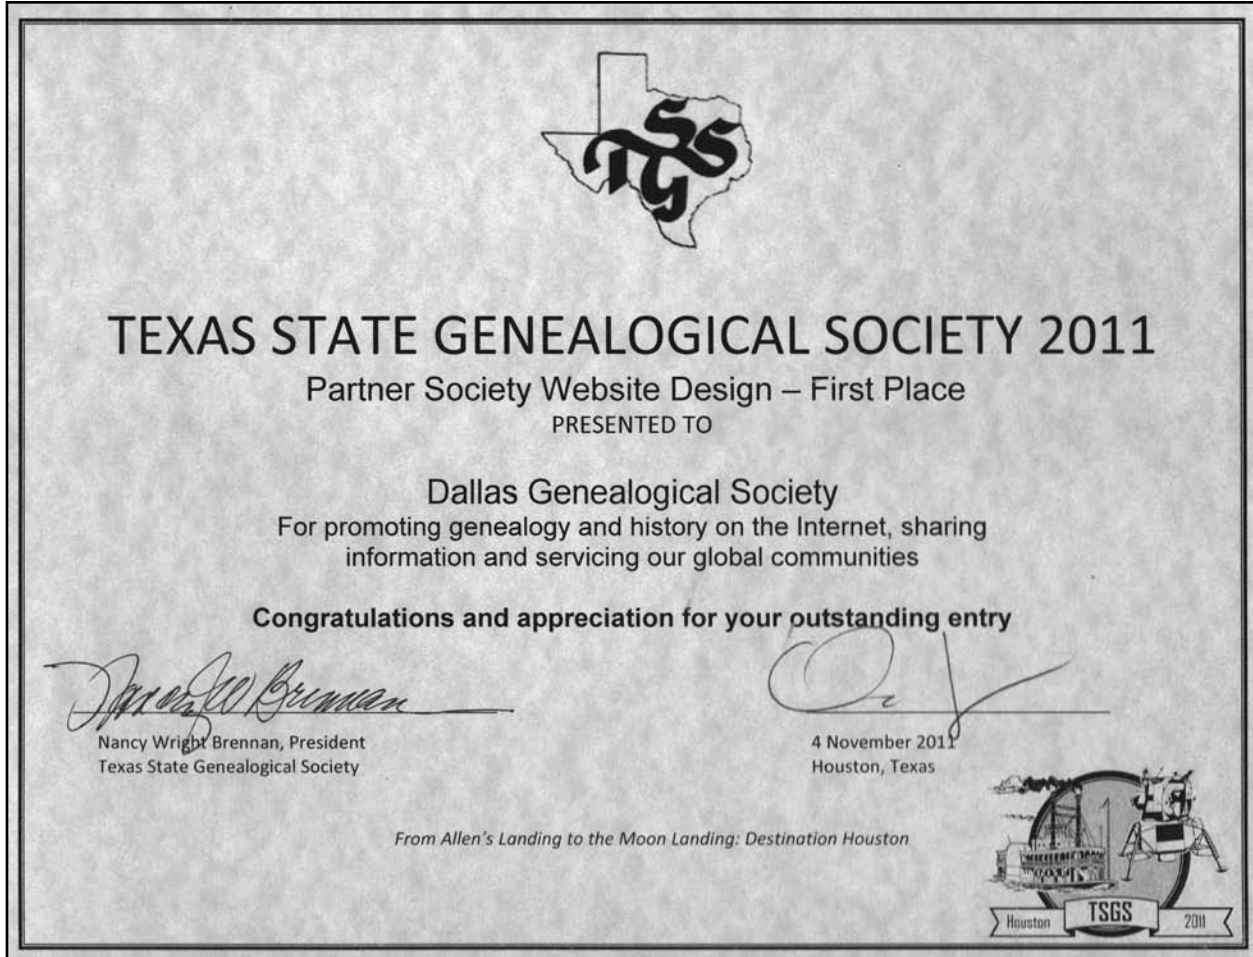 TSGS
TEXAS STATE GENEALOGICAL SOCIETY 2011
Partner Society Website Design – First Place
PRESENTED TO
Dallas Genealogical Society
For promoting genealogy and history on the Internet, sharing
information and servicing our global communities
Congratulations and appreciation for your outstanding entry
Nancy W Brennan
Nancy Wright Brennan, President
Texas State Genealogical Society
4 November 2011
Houston, Texas
From Allen's Landing to the Moon Landing: Destination Houston
Houston TSGS 2011